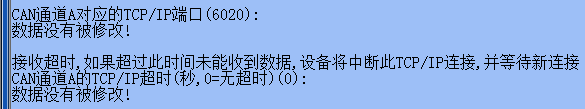 CAN通道A对应的TCP/IP端口(6020):
数据没有被修改!
接收超时,如果超过此时间未能收到数据,设备将中断此TCP/IP连接,并等待新连接
CAN通道A的TCP/IP超时(秒,0=无超时)(0):
数据没有被修改!